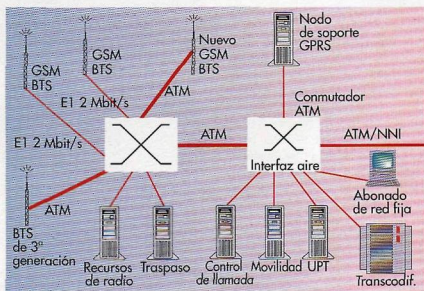 GSM
BTS
GSM
BTS
Nuevo
GSM
BTS
Nodo
de soporte
GPRS
E1 2 Mbit/s
ATM
Conmutador
ATM
E1 2 Mbit/s
ATM
ATM/NNI
Interfaz aire
ATM
Abonado
de red fija
BTS
de 3ª
generación
Recursos
de radio
Traspaso
Control
de llamada
Movilidad
UPT
Transcodif.